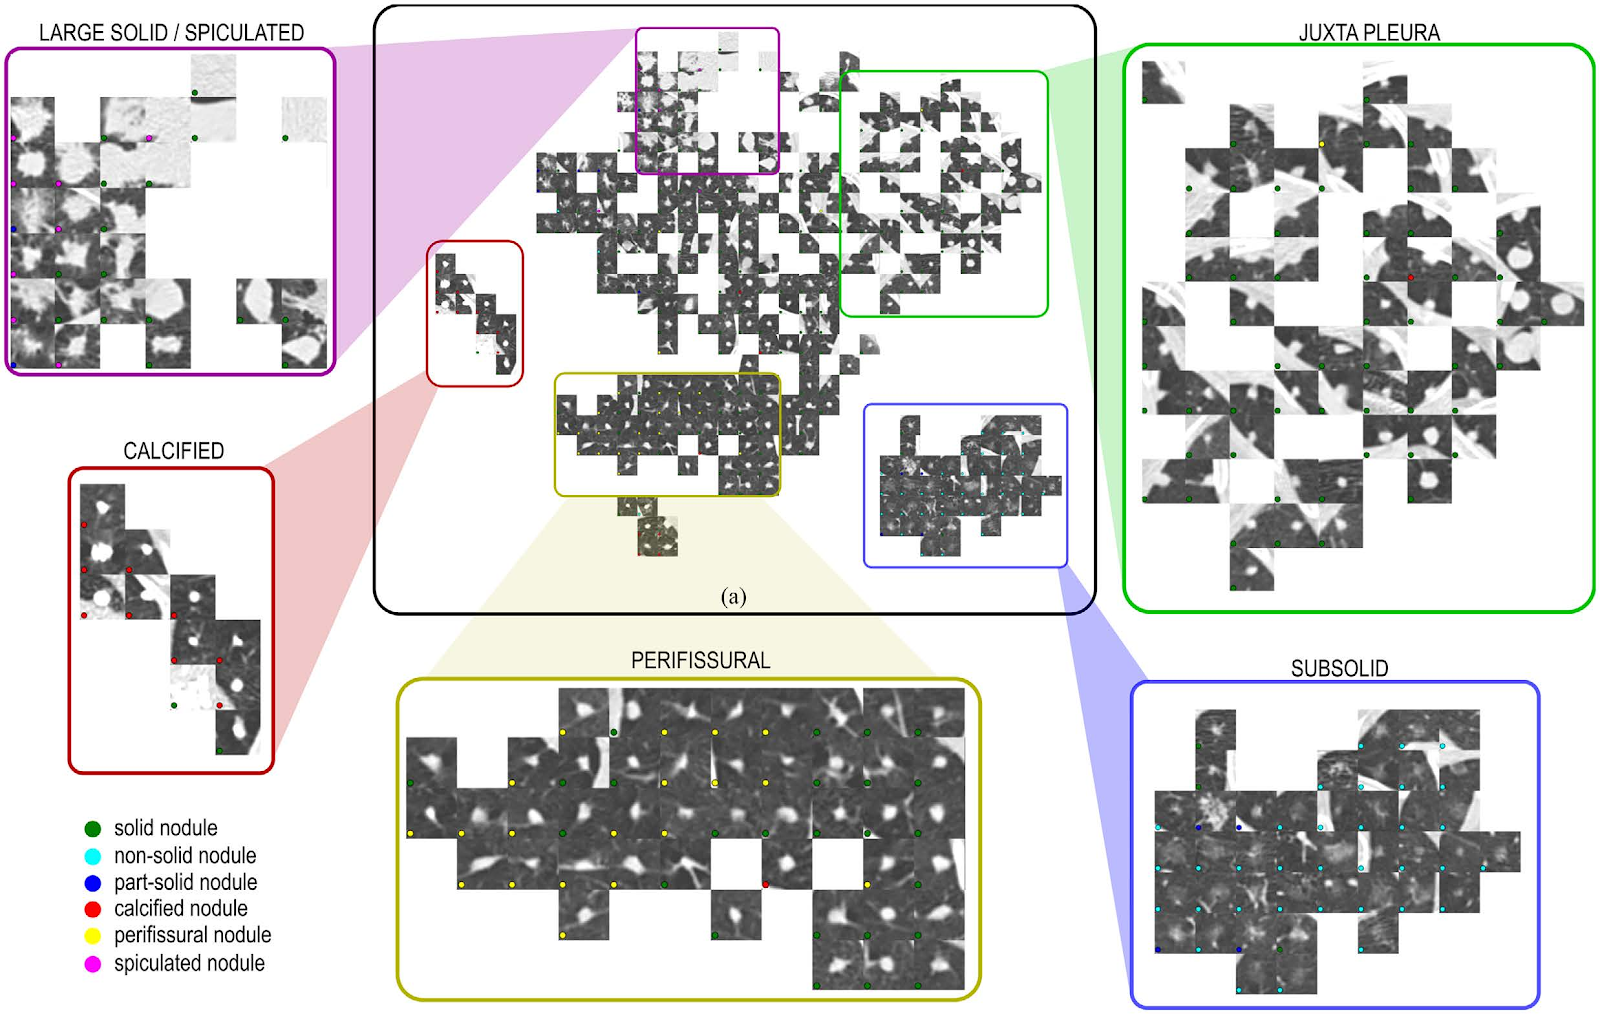 LARGE SOLID / SPICULATED
JUXTA PLEURA
CALCIFIED
(a)
PERIFISSURAL
SUBSOLID
solid nodule
non-solid nodule
part-solid nodule
calcified nodule
perifissural nodule
spiculated nodule